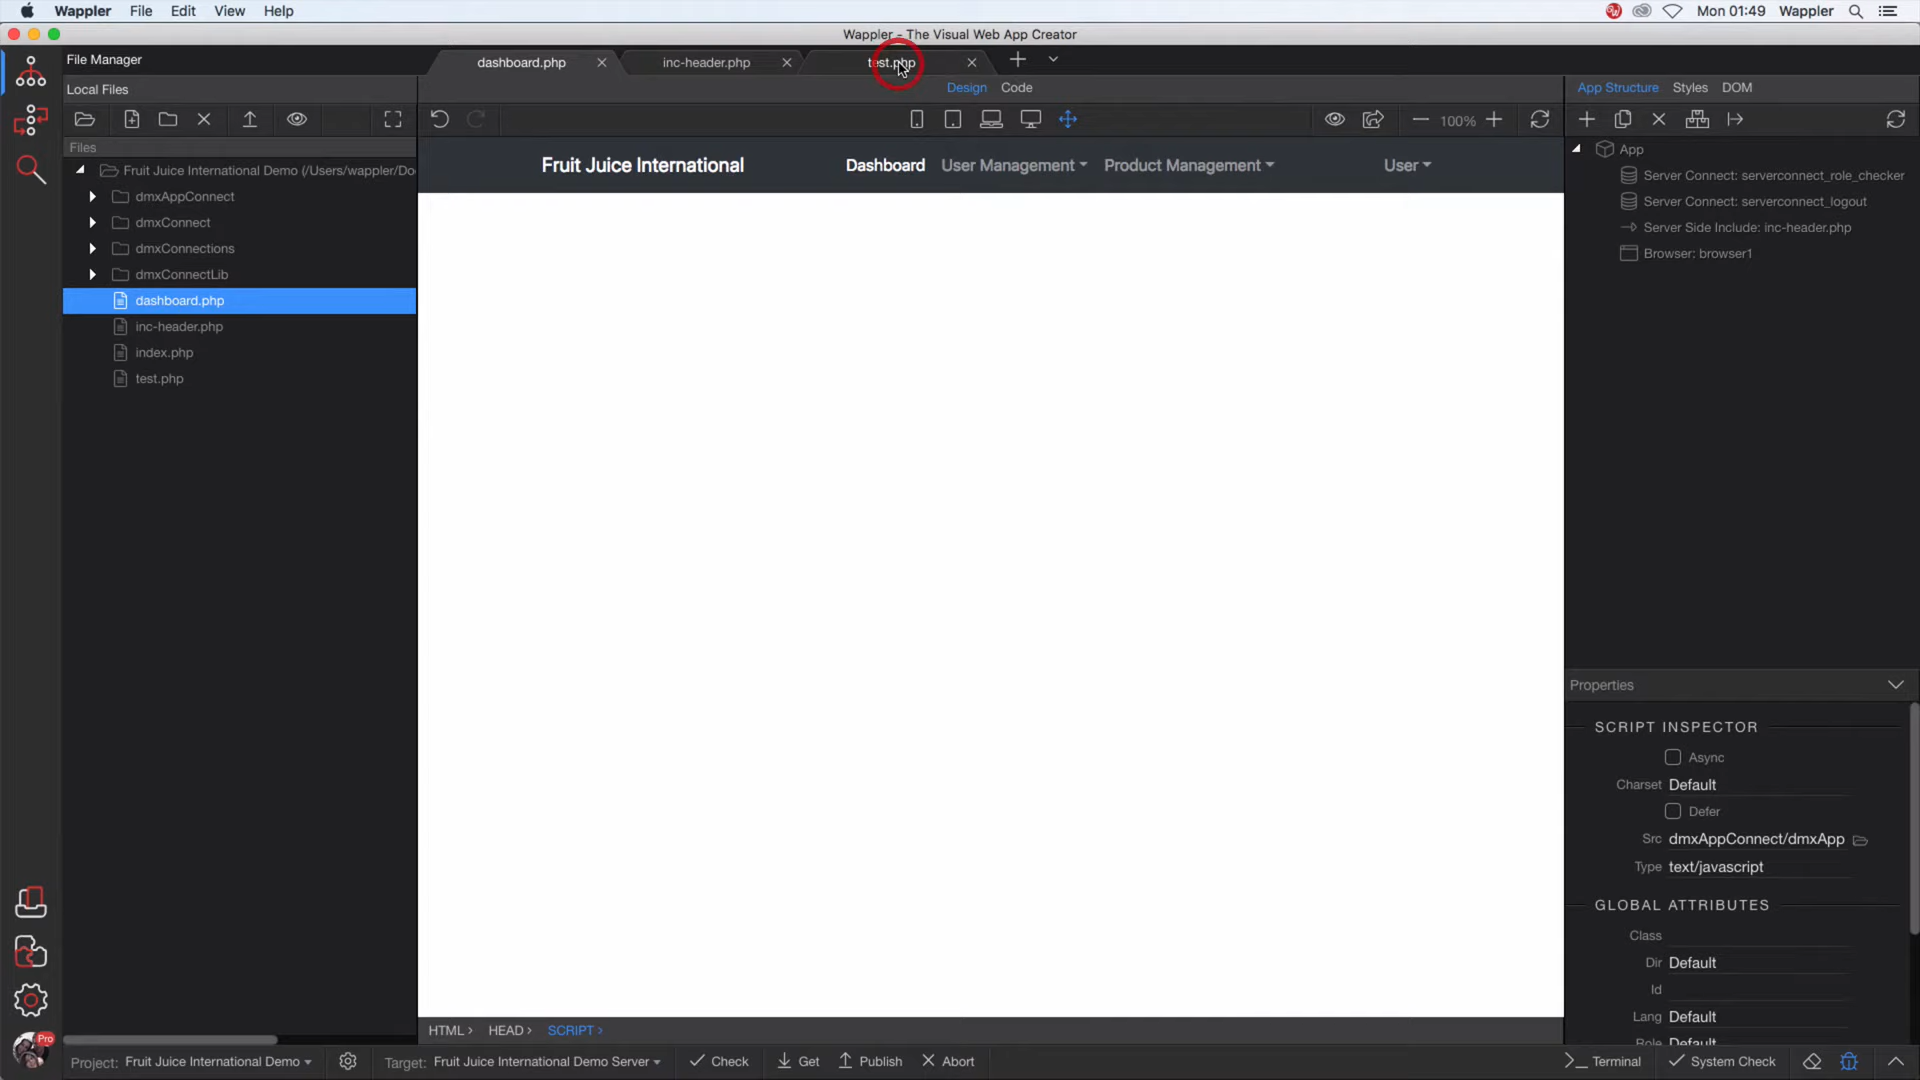 Wappler File Edit View Help
Mon 01:49 Wappler
Wappler - The Visual Web App Creator
File Manager
dashboard.php
inc-header.php
test.php
Local Files
Design Code
App Structure Styles DOM
100%
Files
Fruit Juice International Demo (/Users/wappler/Do
dmxAppConnect
dmxConnect
dmxConnections
dmxConnectLib
dashboard.php
inc-header.php
index.php
test.php
Fruit Juice International
Dashboard
User Management
Product Management
User
App
Server Connect: serverconnect_role_checker
Server Connect: serverconnect_logout
Server Side Include: inc-header.php
Browser: browser1
Properties
SCRIPT INSPECTOR
Async
Charset Default
Defer
Src dmxAppConnect/dmxApp
Type text/javascript
GLOBAL ATTRIBUTES
Class
Dir Default
Id
Lang Default
Role Default
HTML > HEAD > SCRIPT >
Pro
Project: Fruit Juice International Demo
Target: Fruit Juice International Demo Server
Check
Get
Publish
Abort
Terminal
System Check